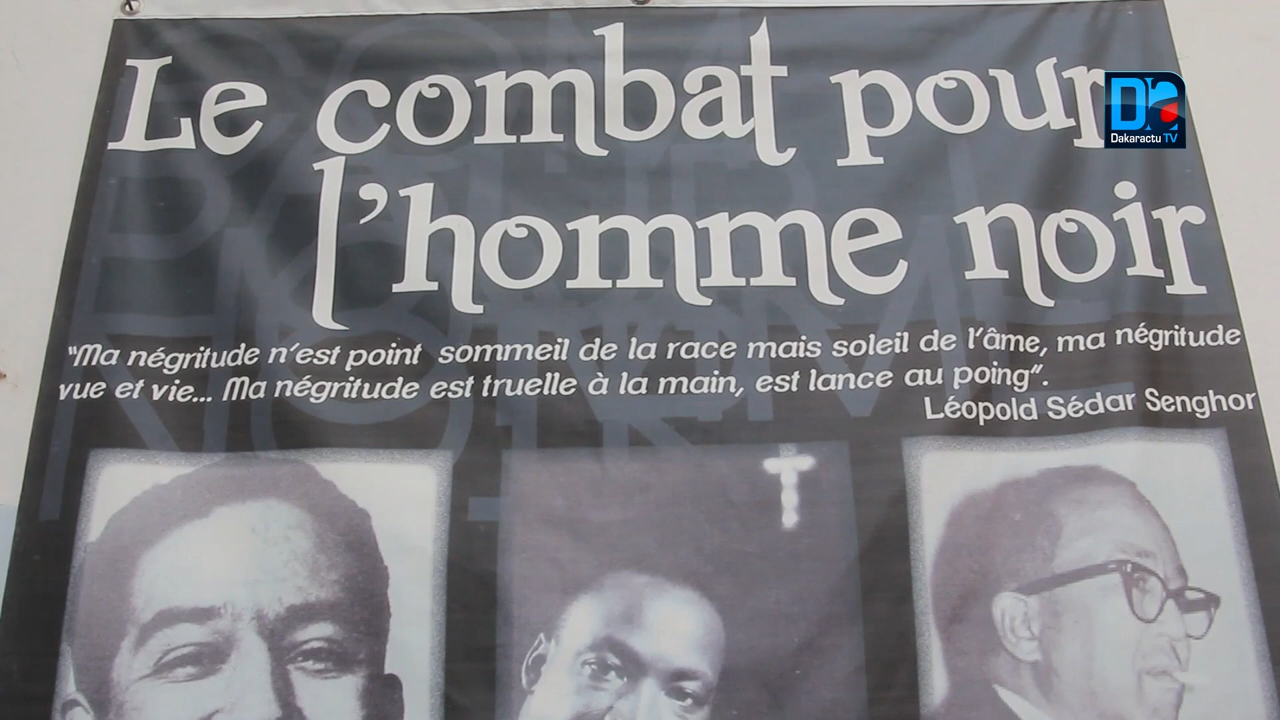 Le combat pour
l'homme noir
"Ma négritude n'est point sommeil de la race mais soleil de l'âme, ma négritude
vue et vie... Ma négritude est truelle à la main, est lance au poing".
Léopold Sédar Senghor
Dakaractu TV